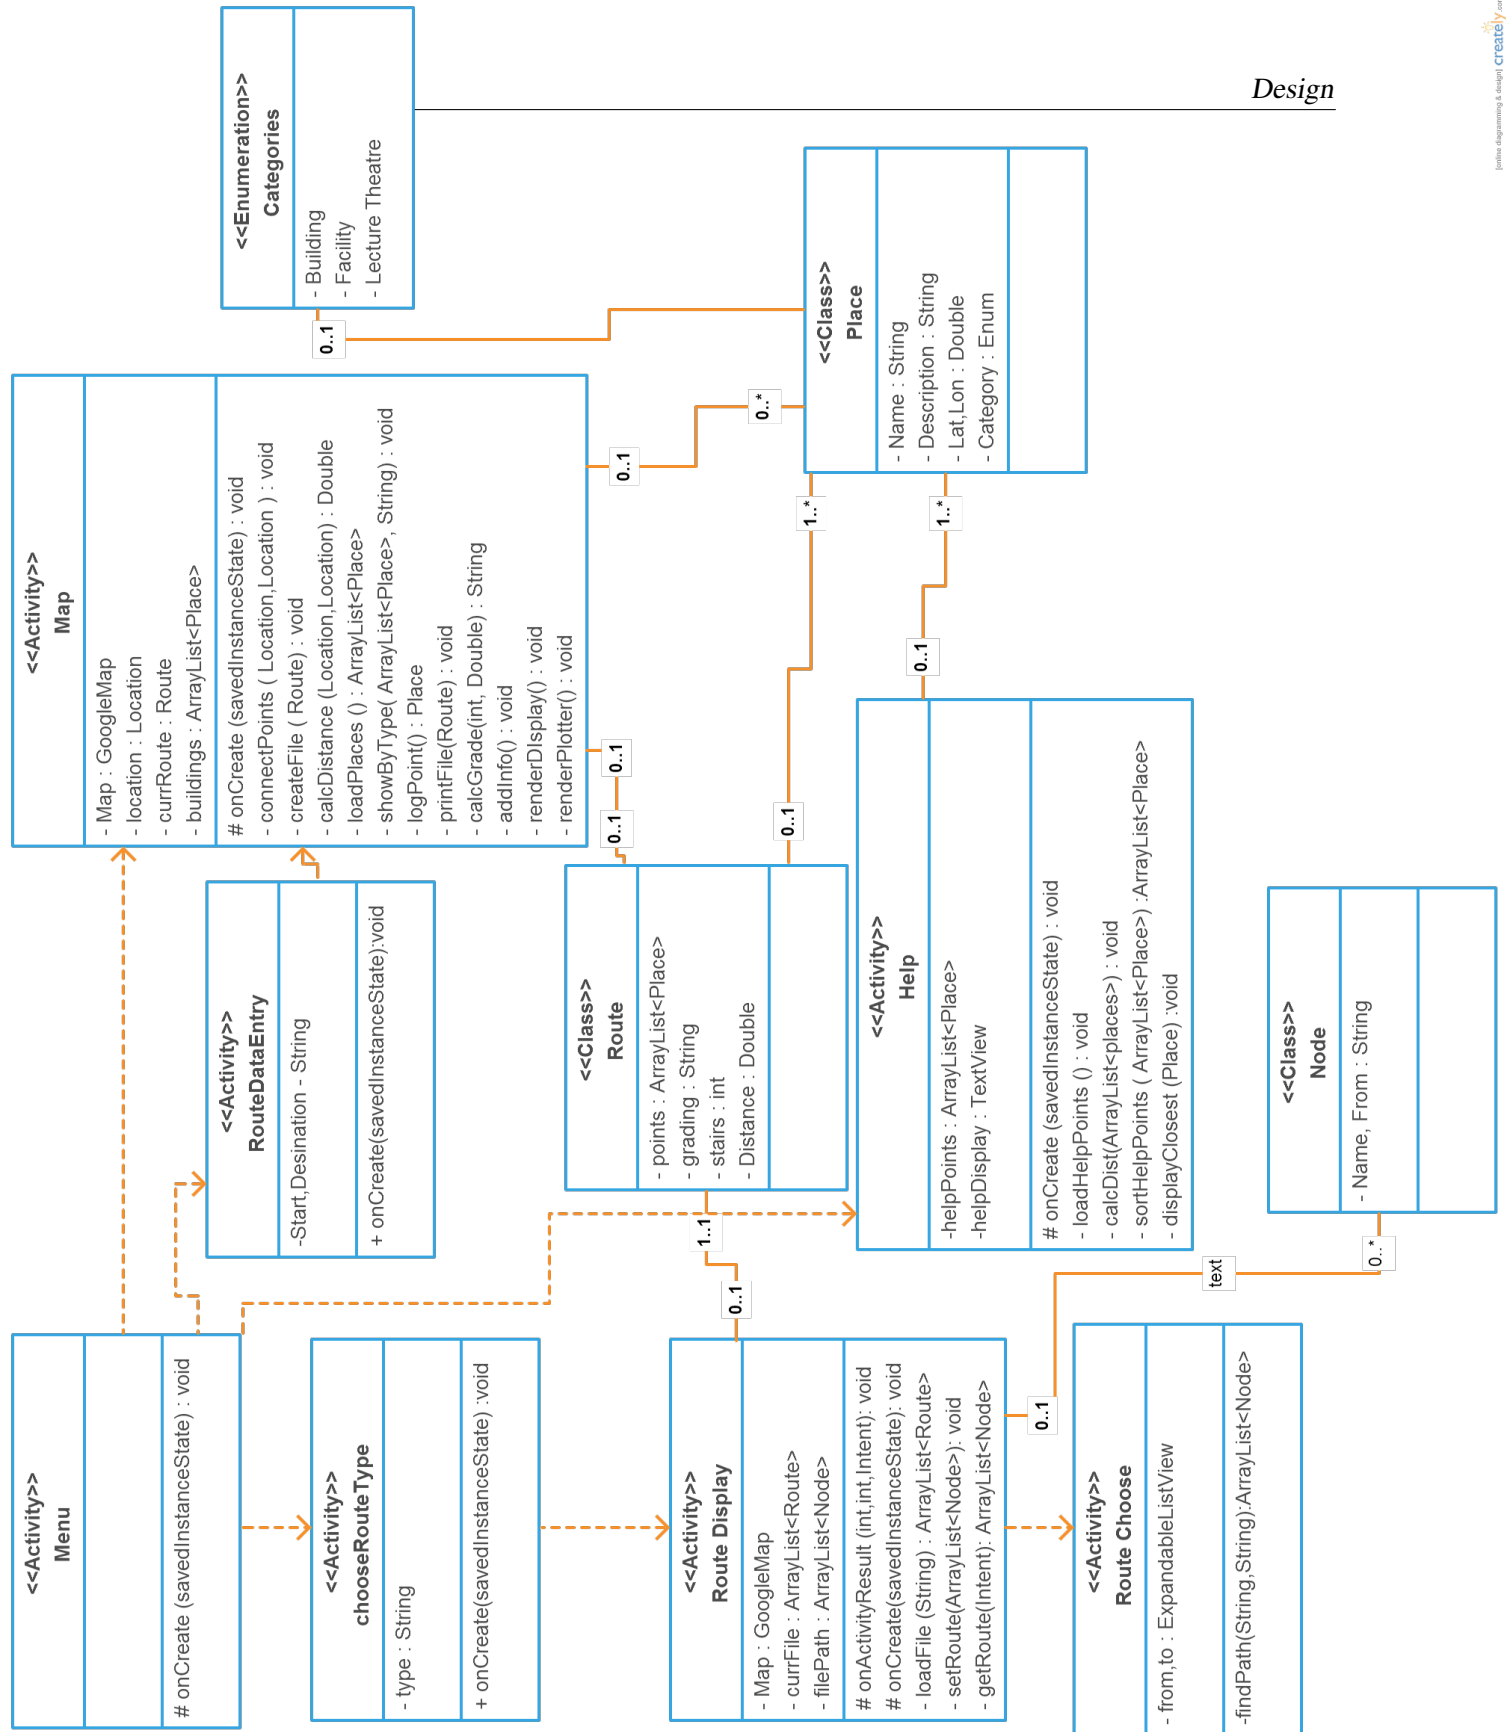 Design
<<Activity>>
Menu
# onCreate (savedInstanceState) : void
<<Activity>>
Map
- Map : GoogleMap
- location : Location
- currRoute : Route
- buildings : ArrayList<Place>
# onCreate (savedInstanceState) : void
- connectPoints ( Location,Location ) : void
- createFile ( Route) : void
- calcDistance (Location,Location) : Double
- loadPlaces () : ArrayList<Place>
- showByType( ArrayList<Place>, String) : void
- logPoint() : Place
- printFile(Route) : void
- calcGrade(int, Double) : String
- addInfo() : void
- renderDIsplay() : void
- renderPlotter() : void
<<Enumeration>>
Categories
- Building
- Facility
- Lecture Theatre
0..1
<<Activity>>
RouteDataEntry
-Start,Desination - String
+ onCreate(savedInstanceState):void
<<Activity>>
chooseRouteType
- type : String
+ onCreate(savedInstanceState) :void
<<Class>>
Route
- points : ArrayList<Place>
- grading : String
- stairs : int
- Distance : Double
0..1
0..1
0..1
0..*
<<Class>>
Place
- Name : String
- Description : String
- Lat,Lon : Double
- Category : Enum
1..1
0..1
0..1
1..*
<<Activity>>
Route Display
- Map : GoogleMap
- currFile : ArrayList<Route>
- filePath : ArrayList<Node>
# onActivityResult (int,int,Intent): void
# onCreate(savedInstanceState): void
- loadFile (String) : ArrayList<Route>
- setRoute(ArrayList<Node>): void
- getRoute(Intent): ArrayList<Node>
<<Activity>>
Help
-helpPoints : ArrayList<Place>
-helpDisplay : TextView
# onCreate (savedInstanceState) : void
- loadHelpPoints () : void
- calcDist(ArrayList<places>) : void
- sortHelpPoints ( ArrayList<Place>) :ArrayList<Place>
- displayClosest (Place) :void
0..1
1..*
0..1
text
0..*
<<Activity>>
Route Choose
- from,to : ExpandableListView
-findPath(String,String):ArrayList<Node>
<<Class>>
Node
- Name, From : String
[online diagramming & design] creately.com